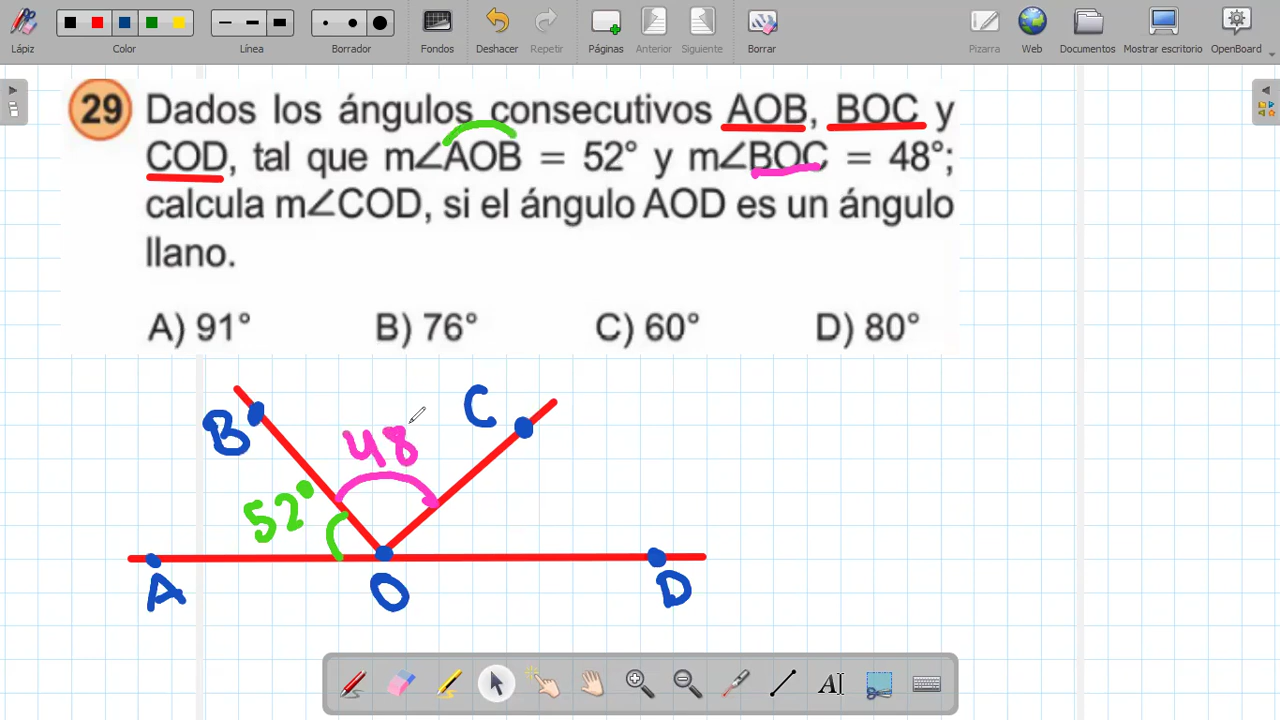 Lápiz Color Línea Borrador Fondos Deshacer Repetir Páginas Anterior Siguiente Borrar Pizarra Web Documentos Mostrar escritorio OpenBoard
29 Dados los ángulos consecutivos AOB, BOC y
COD, tal que m∠AOB = 52° y m∠BOC = 48°;
calcula m∠COD, si el ángulo AOD es un ángulo
llano.
A) 91° B) 76° C) 60° D) 80°
B 48 C
52°
A O D
AI